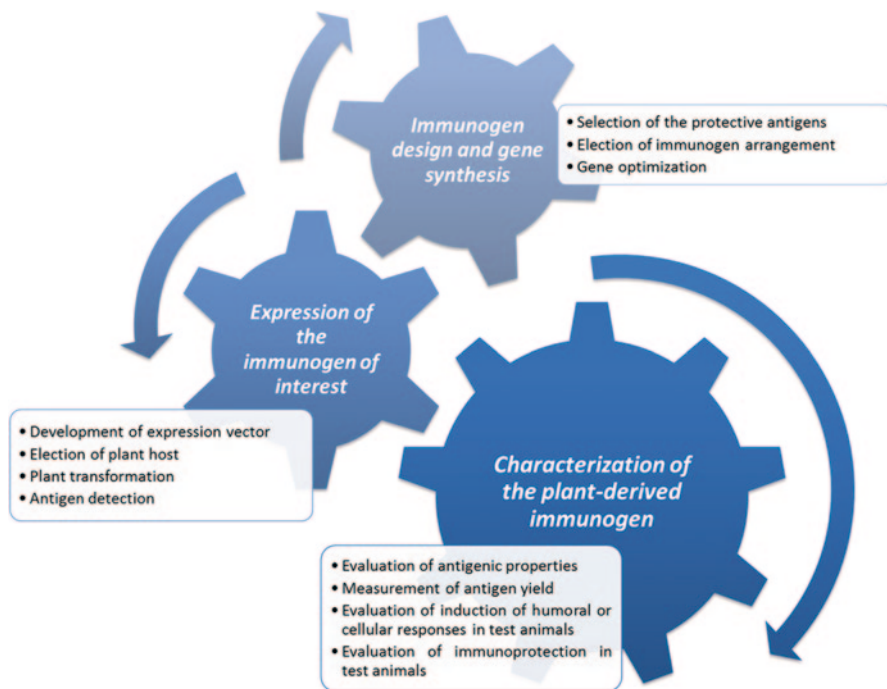 Immunogen
design and gene
synthesis
• Selection of the protective antigens
• Election of immunogen arrangement
• Gene optimization
Expression of
the
immunogen of
interest
• Development of expression vector
• Election of plant host
• Plant transformation
• Antigen detection
Characterization of
the plant-derived
immunogen
• Evaluation of antigenic properties
• Measurement of antigen yield
• Evaluation of induction of humoral or
cellular responses in test animals
• Evaluation of immunoprotection in
test animals